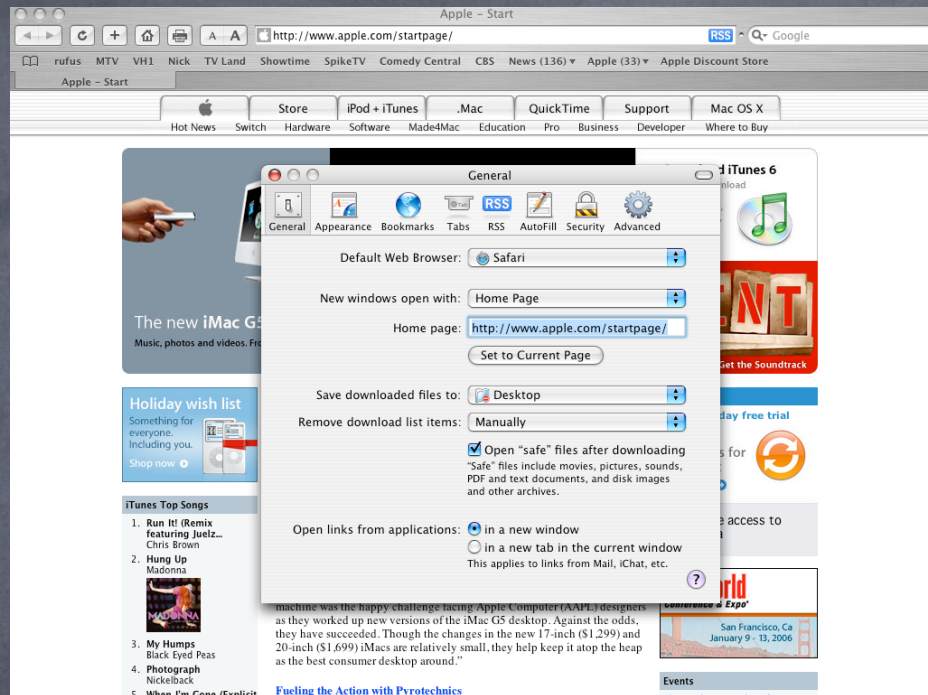 Apple – Start
A A
http://www.apple.com/startpage/
RSS
Google
rufus MTV VH1 Nick TV Land Showtime SpikeTV Comedy Central CBS News (136) Apple (33) Apple Discount Store
Apple – Start
Store iPod + iTunes .Mac QuickTime Support Mac OS X
Hot News Switch Hardware Software Made4Mac Education Pro Business Developer Where to Buy
iTunes 6
The new iMac G5
Music, photos and videos.
Get the Soundtrack
General
General Appearance Bookmarks Tabs RSS AutoFill Security Advanced
Default Web Browser: Safari
New windows open with: Home Page
Home page: http://www.apple.com/startpage/
Set to Current Page
Save downloaded files to: Desktop
Remove download list items: Manually
Open “safe” files after downloading
“Safe” files include movies, pictures, sounds,
PDF and text documents, and disk images
and other archives.
Open links from applications: in a new window
in a new tab in the current window
This applies to links from Mail, iChat, etc.
?
Holiday wish list
Something for
everyone.
Including you.
Shop now
day free trial
s for
e access to
iTunes Top Songs
1. Run It! (Remix
featuring Juelz...
Chris Brown
2. Hung Up
Madonna
MADONNA
3. My Humps
Black Eyed Peas
4. Photograph
Nickelback
5. When I'm Gone (Explicit
machine was the happy challenge facing Apple Computer (AAPL) designers
as they worked up new versions of the iMac G5 desktop. Against the odds,
they have succeeded. Though the changes in the new 17-inch ($1,299) and
20-inch ($1,699) iMacs are relatively small, they help keep it atop the heap
as the best consumer desktop around.”
Fueling the Action with Pyrotechnics
Conference & Expo
San Francisco, Ca
January 9 - 13, 2006
Events